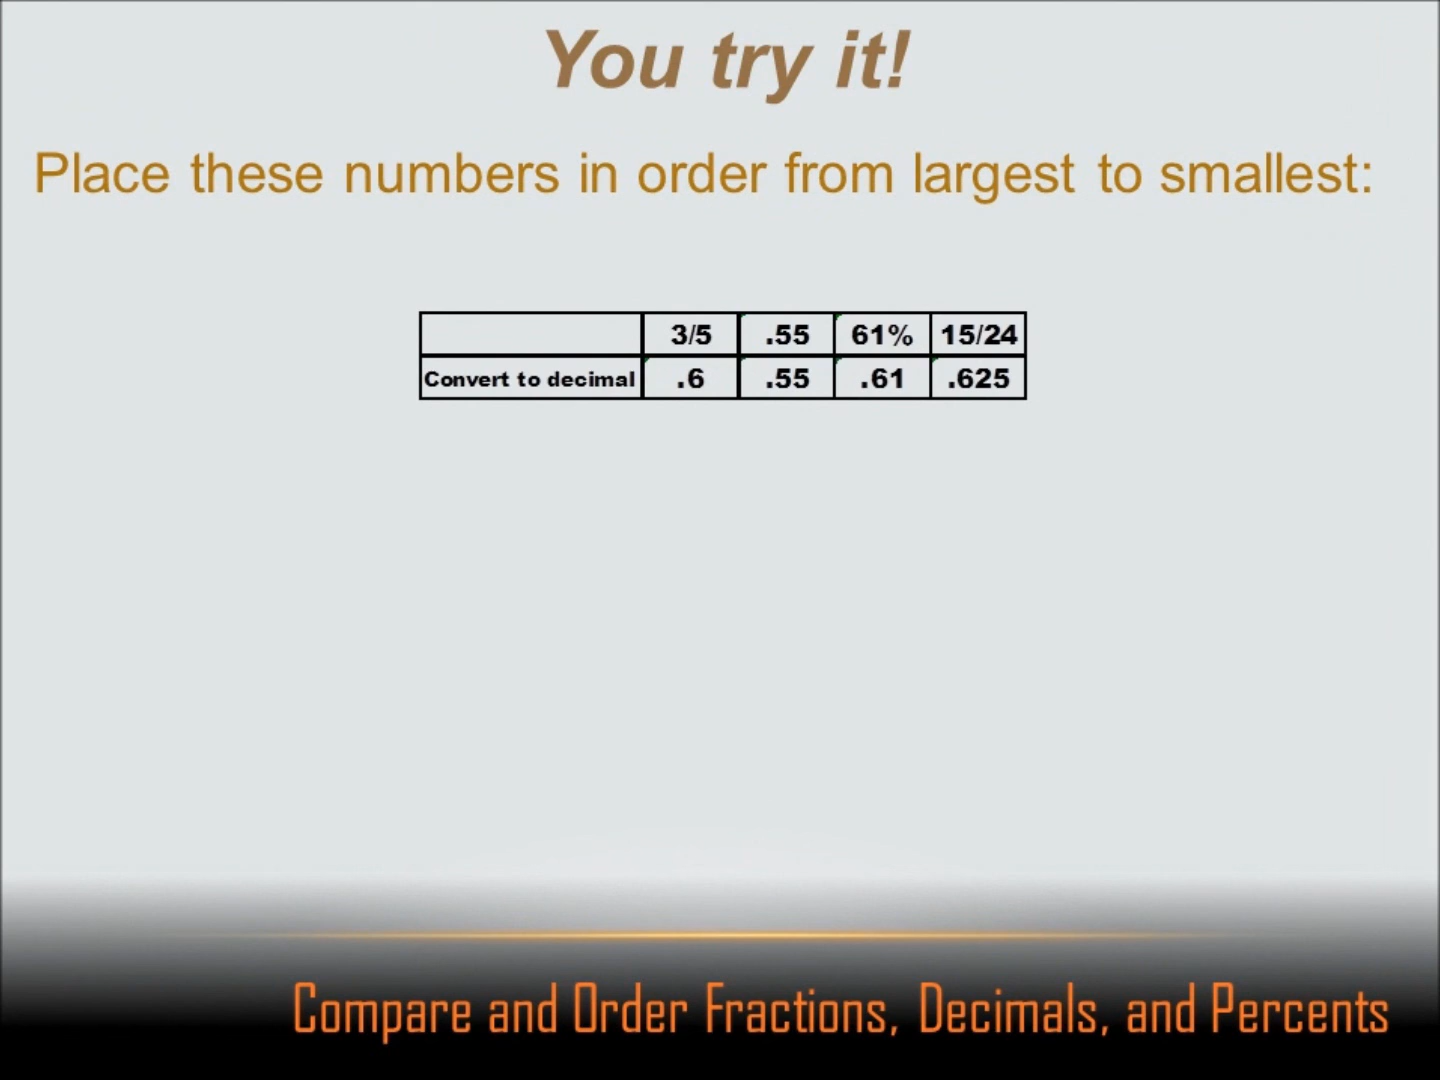 You try it!
Place these numbers in order from largest to smallest:
3/5 .55 61% 15/24
Convert to decimal .6 .55 .61 .625
Compare and Order Fractions, Decimals, and Percents